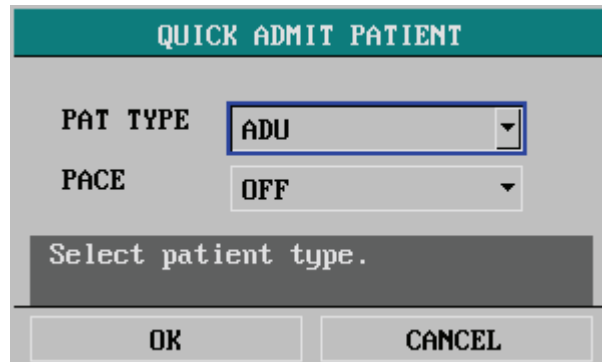 QUICK ADMIT PATIENT
PAT TYPE ADU
PACE OFF
Select patient type.
OK CANCEL